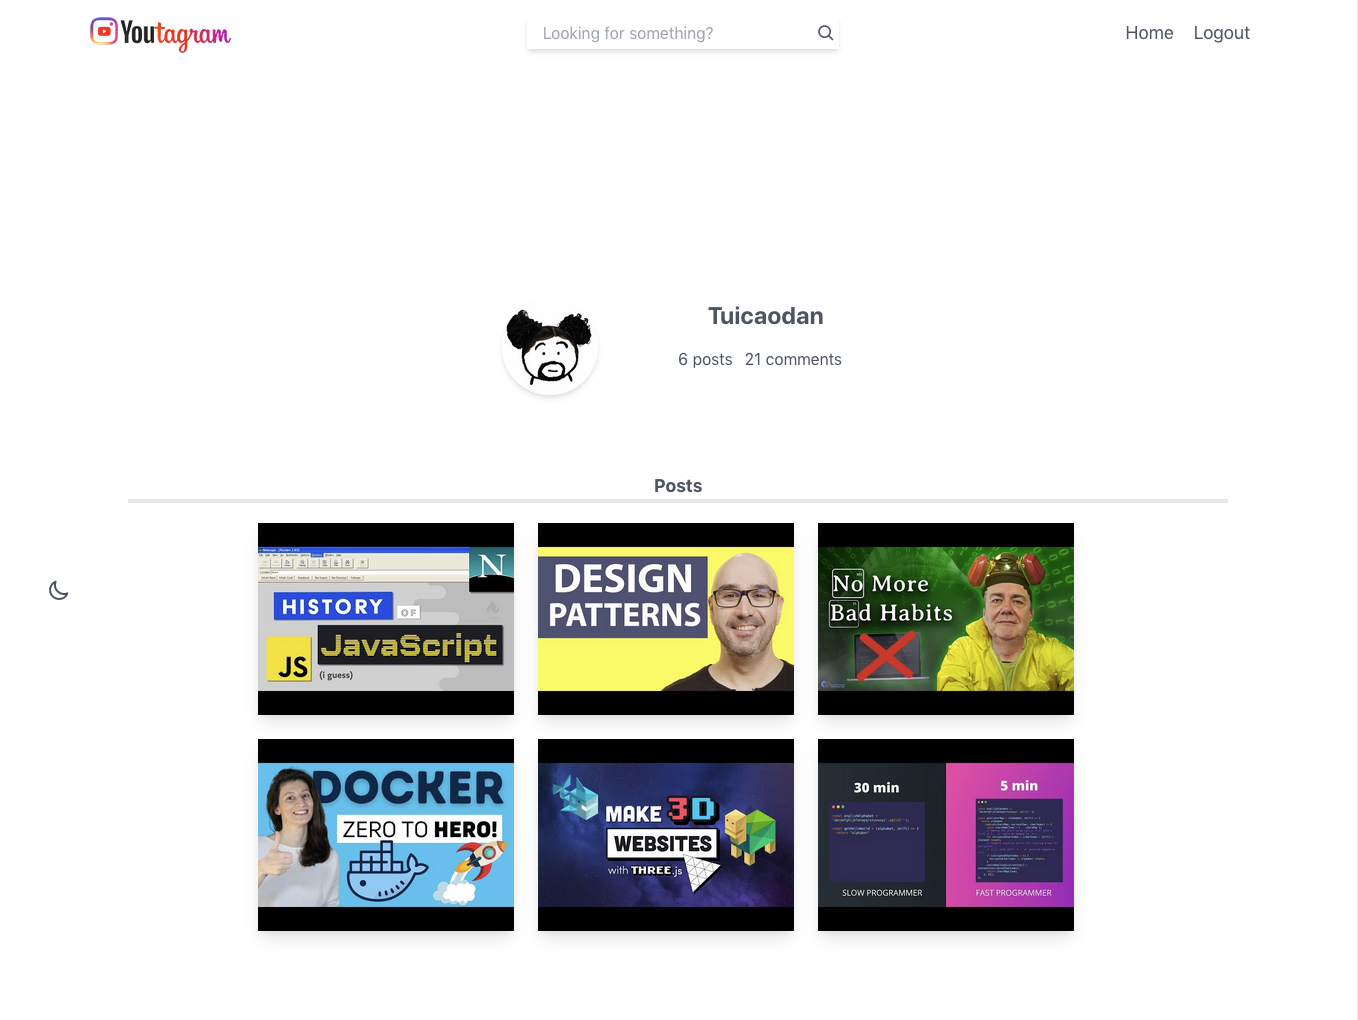 Youtagram
Looking for something?
Home Logout
Tuicaodan
6 posts 21 comments
Posts
N
HISTORY OF
JS JavaScript
(i guess)
DESIGN
PATTERNS
No More
Bad Habits
DOCKER
ZERO TO HERO!
MAKE 3D
WEBSITES
with THREE.js
30 min
5 min
SLOW PROGRAMMER
FAST PROGRAMMER